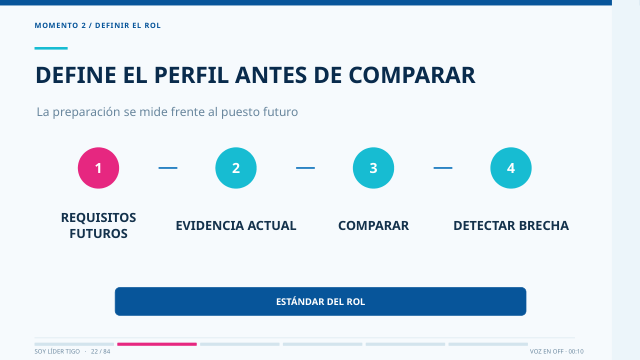 MOMENTO 2 / DEFINIR EL ROL
DEFINE EL PERFIL ANTES DE COMPARAR
La preparación se mide frente al puesto futuro
1
2
3
4
REQUISITOS
FUTUROS
EVIDENCIA ACTUAL
COMPARAR
DETECTAR BRECHA
ESTÁNDAR DEL ROL
SOY LÍDER TIGO · 22 / 84
VOZ EN OFF · 00:10